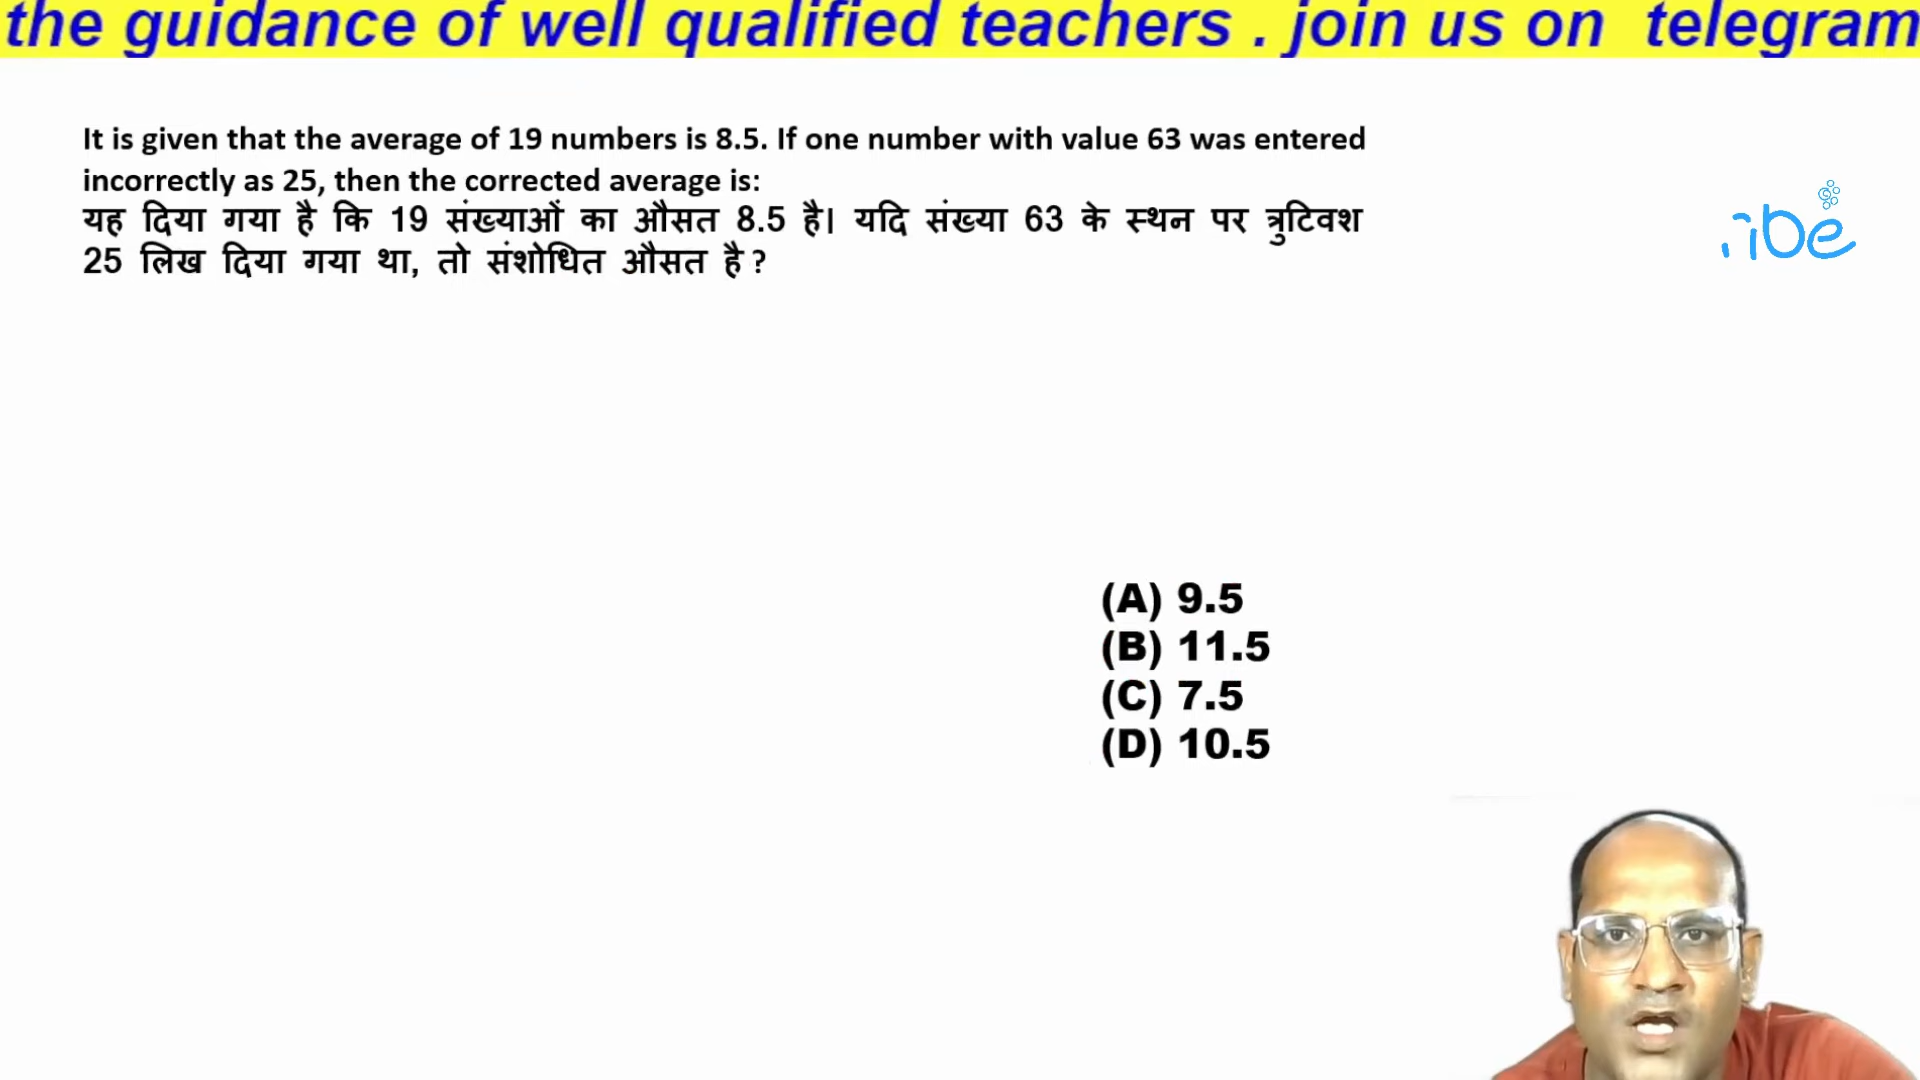 the guidance of well qualified teachers . join us on telegram
It is given that the average of 19 numbers is 8.5. If one number with value 63 was entered
incorrectly as 25, then the corrected average is:
यह दिया गया है कि 19 संख्याओं का औसत 8.5 है। यदि संख्या 63 के स्थन पर त्रुटिवश
25 लिख दिया गया था, तो संशोधित औसत है ?
(A) 9.5
(B) 11.5
(C) 7.5
(D) 10.5